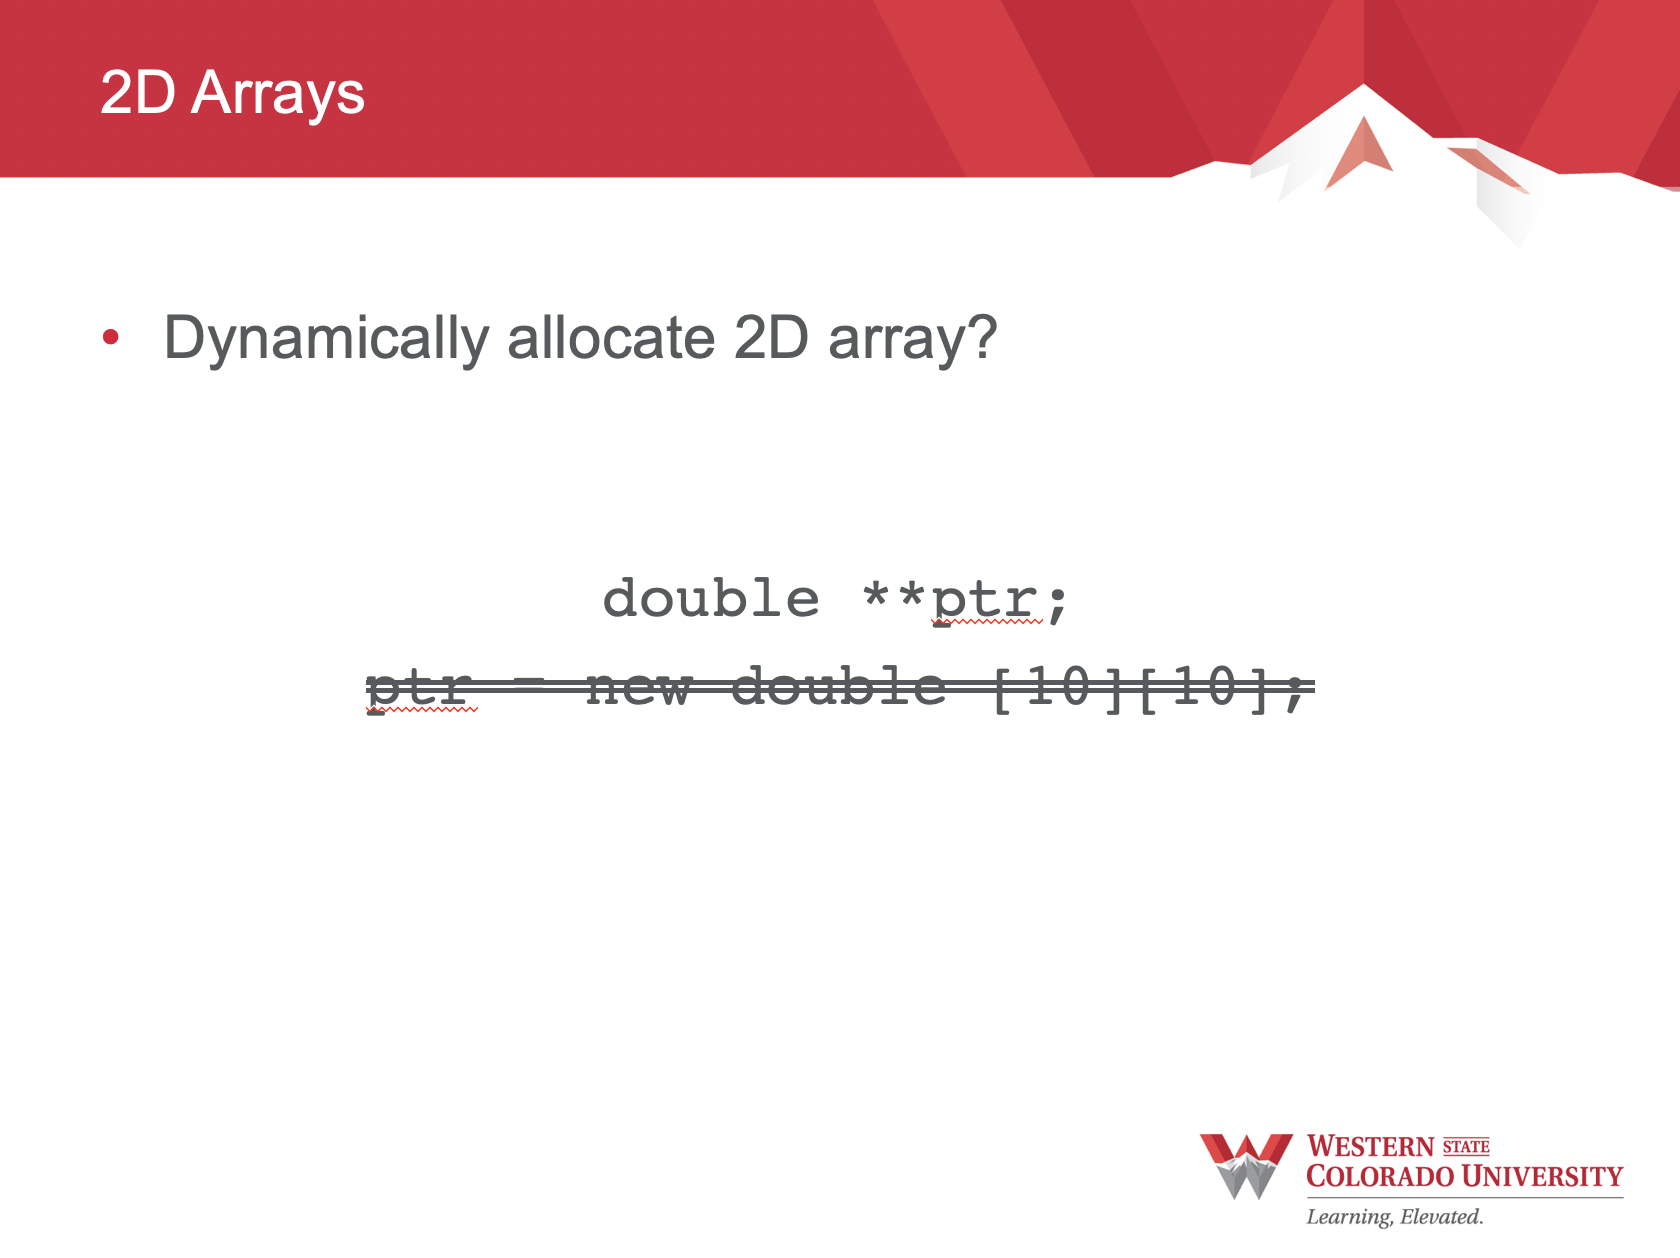 2D Arrays
• Dynamically allocate 2D array?
double **ptr;
ptr = new double [10][10];
WESTERN STATE
COLORADO UNIVERSITY
Learning, Elevated.